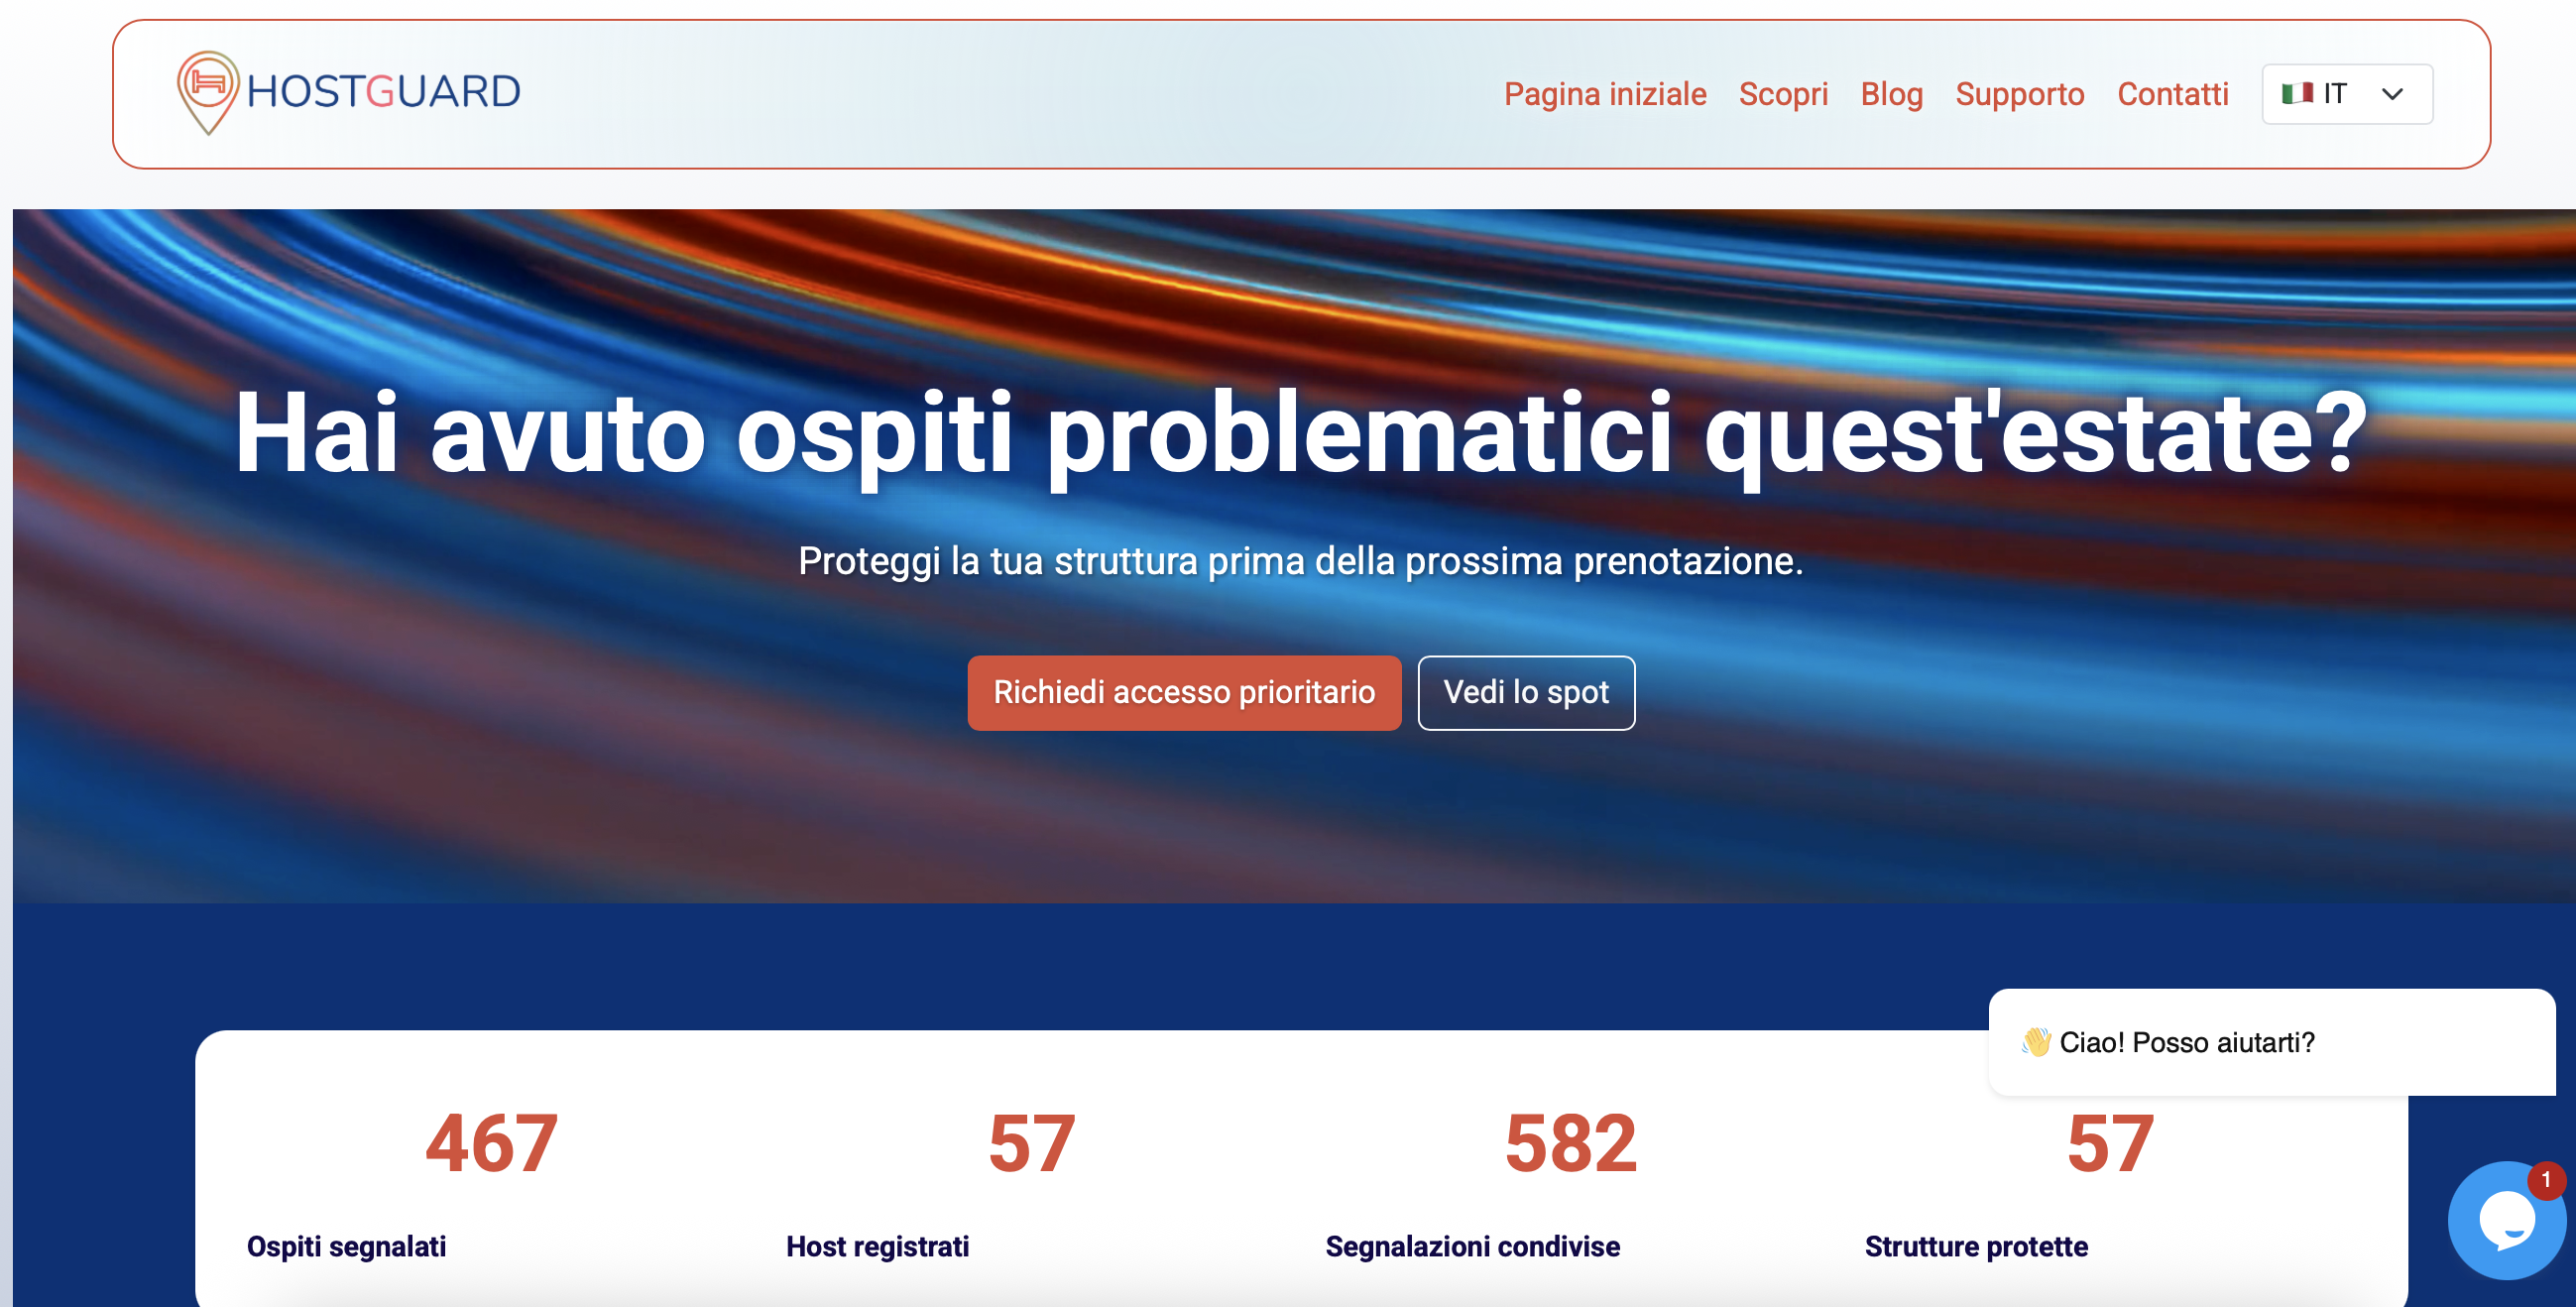 HOSTGUARD
Pagina iniziale Scopri Blog Supporto Contatti IT
Hai avuto ospiti problematici quest'estate?
Proteggi la tua struttura prima della prossima prenotazione.
Richiedi accesso prioritario Vedi lo spot
👋 Ciao! Posso aiutarti?
467 57 582 57
1
Ospiti segnalati Host registrati Segnalazioni condivise Strutture protette